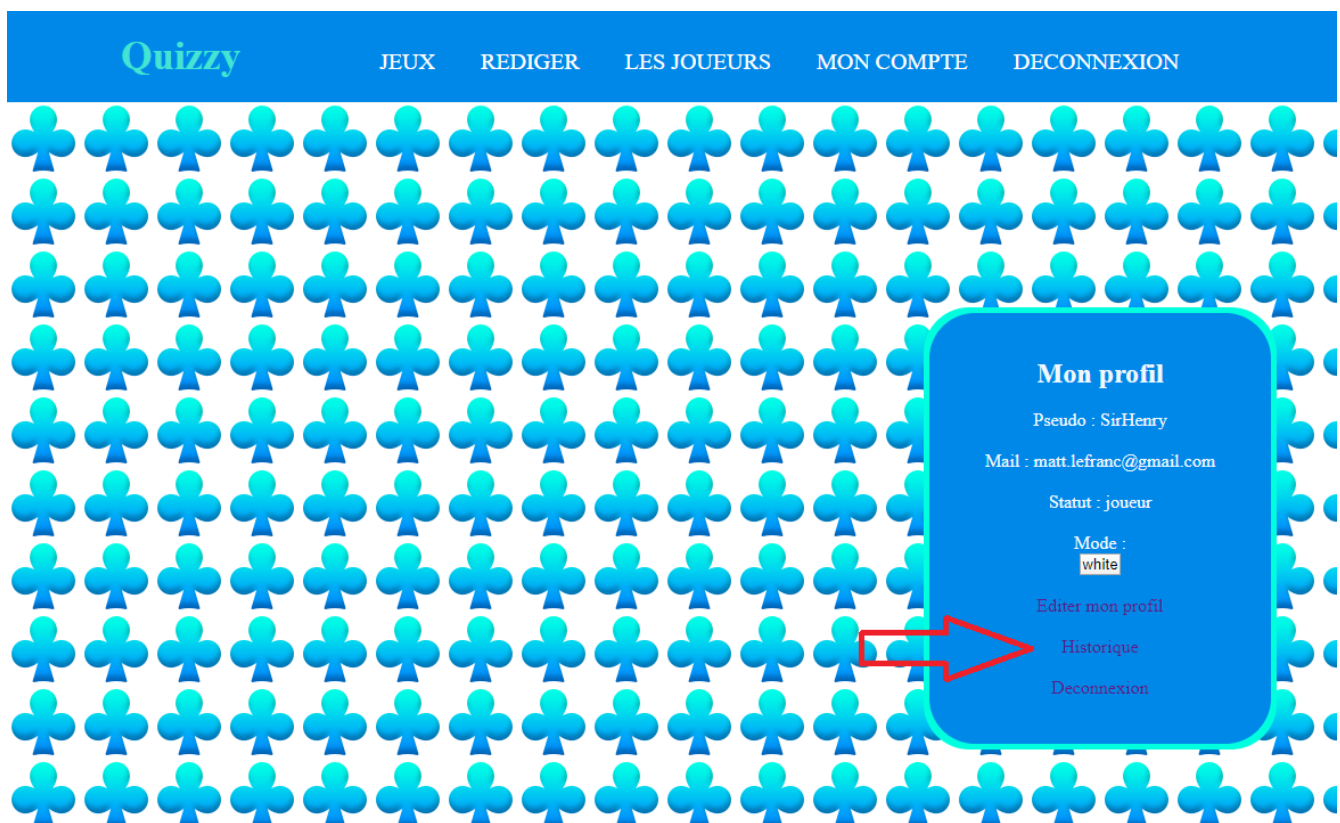 Quizzy JEUX REDIGER LES JOUEURS MON COMPTE DECONNEXION
Mon profil
Pseudo : SirHenry
Mail : matt.lefranc@gmail.com
Statut : joueur
Mode :
white
Editer mon profil
Historique
Deconnexion